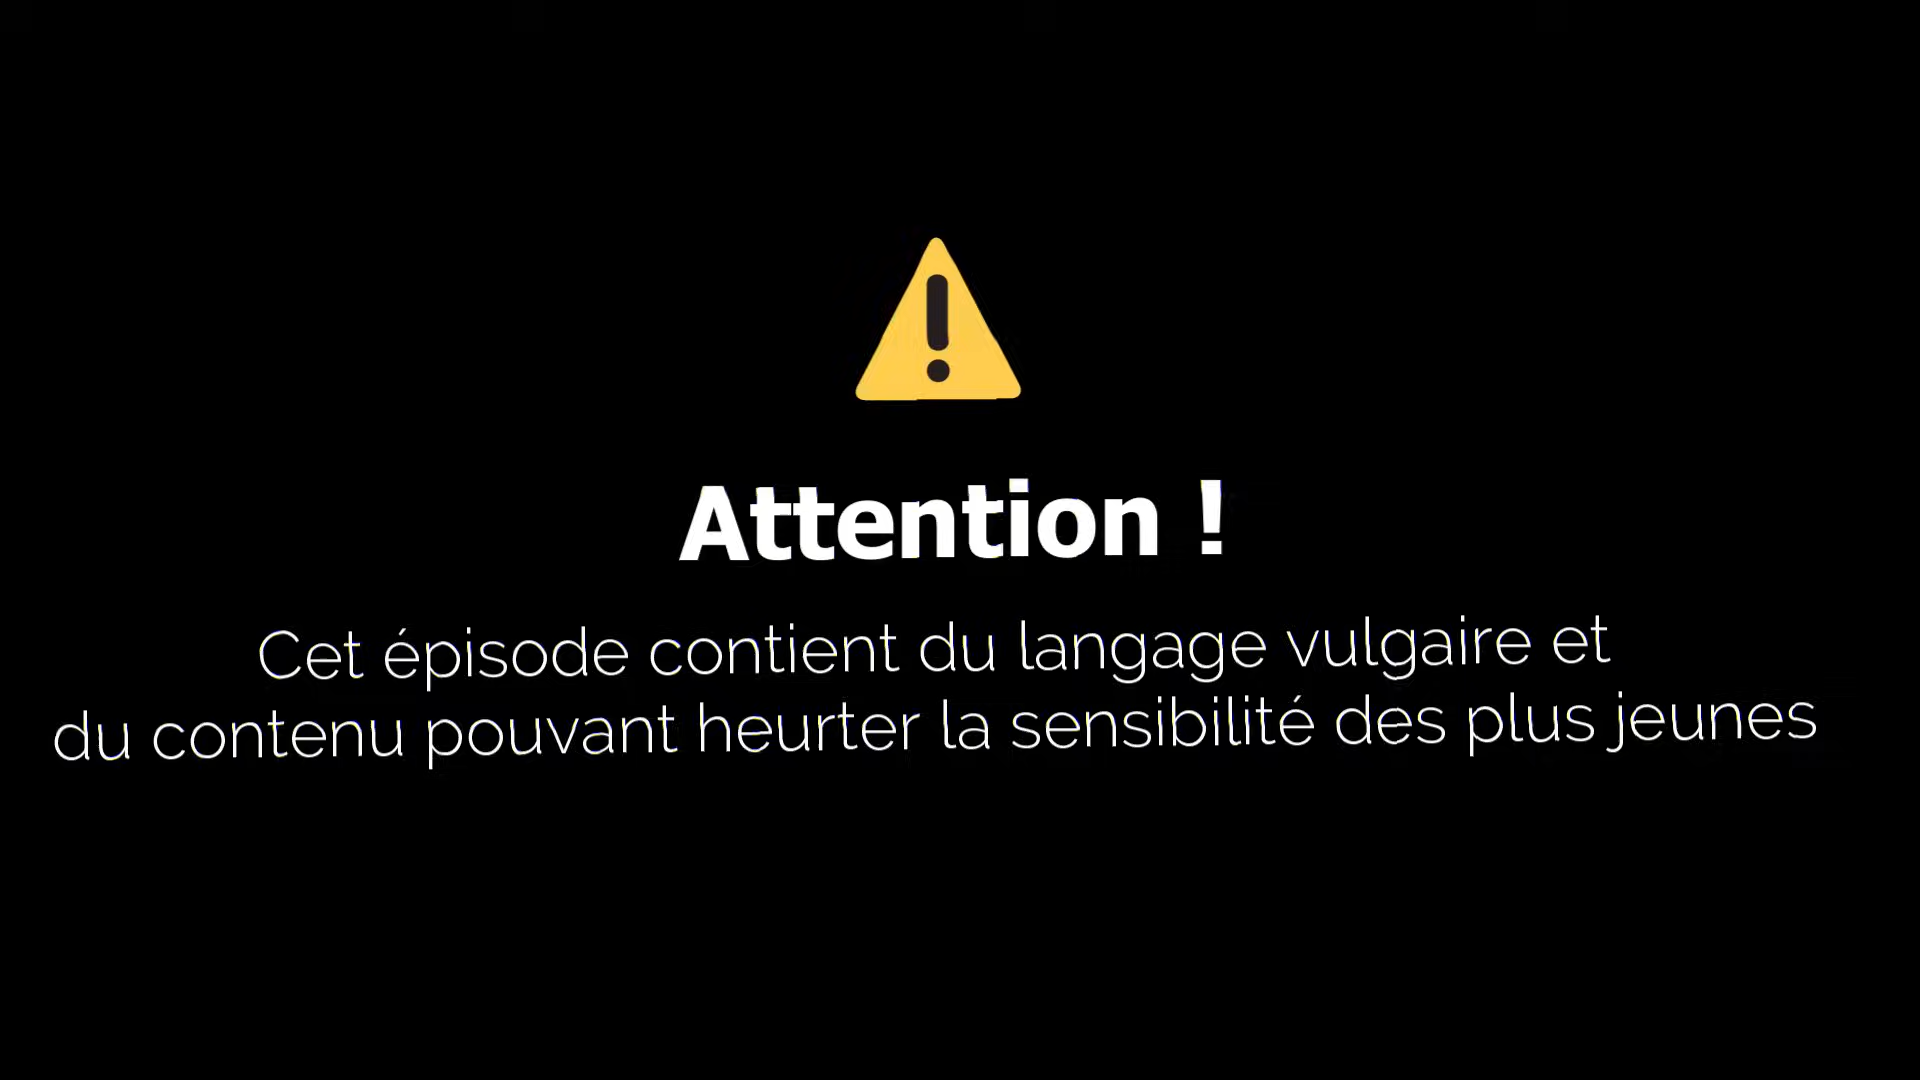 Attention !
Cet épisode contient du langage vulgaire et
du contenu pouvant heurter la sensibilité des plus jeunes